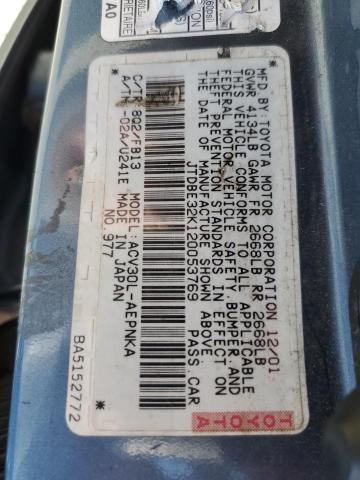 MFD.BY:TOYOTA MOTOR CORPORATION 12/01
GVWR 4134LB GAWR FR 2668LB RR 2668LB
THIS VEHICLE CONFORMS TO ALL APPLICABLE
FEDERAL MOTOR VEHICLE SAFETY,BUMPER,AND
THEFT PREVENTION STANDARDS IN EFFECT ON
THE DATE OF MANUFACTURE SHOWN ABOVE.
JTDBE32K120053769 PASS.CAR
C/TR: 8Q2/FB13 MODEL: ACV30L-AEPNKA
A/TM: -02A/U241E MADE IN JAPAN
NO.977
TOYOTA
BA5152772